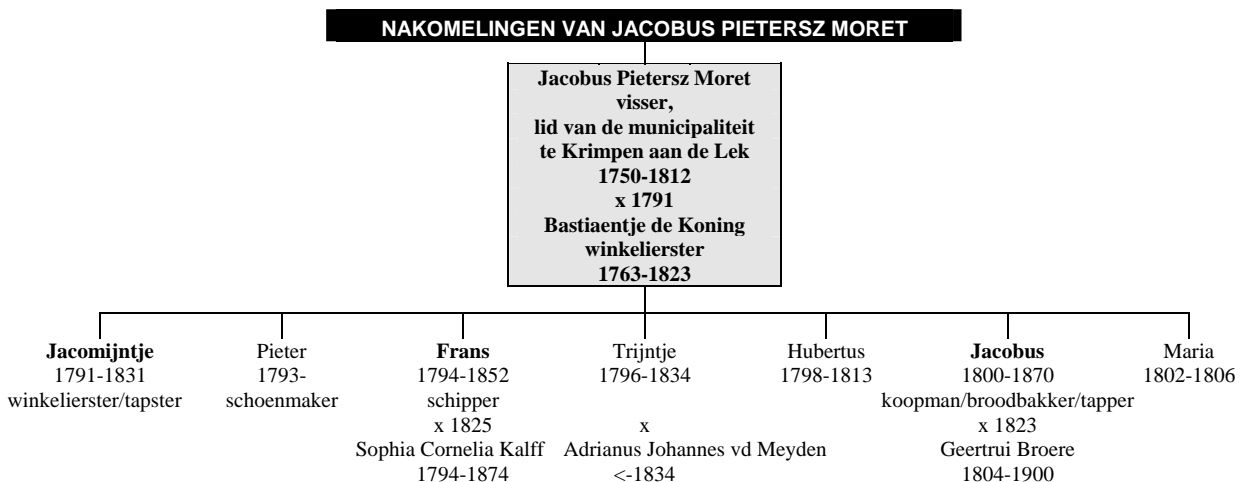 NAKOMELINGEN VAN JACOBUS PIETERSZ MORET
Jacobus Pietersz Moret
visser,
lid van de municipaliteit
te Krimpen aan de Lek
1750-1812
x 1791
Bastiaentje de Koning
winkelierster
1763-1823
Jacomijntje
1791-1831
winkelierster/tapster
Pieter
1793-
schoenmaker
Frans
1794-1852
schipper
x 1825
Sophia Cornelia Kalff
1794-1874
Trijntje
1796-1834
x
Adrianus Johannes vd Meyden
<-1834
Hubertus
1798-1813
Jacobus
1800-1870
koopman/broodbakker/tapper
x 1823
Geertrui Broere
1804-1900
Maria
1802-1806